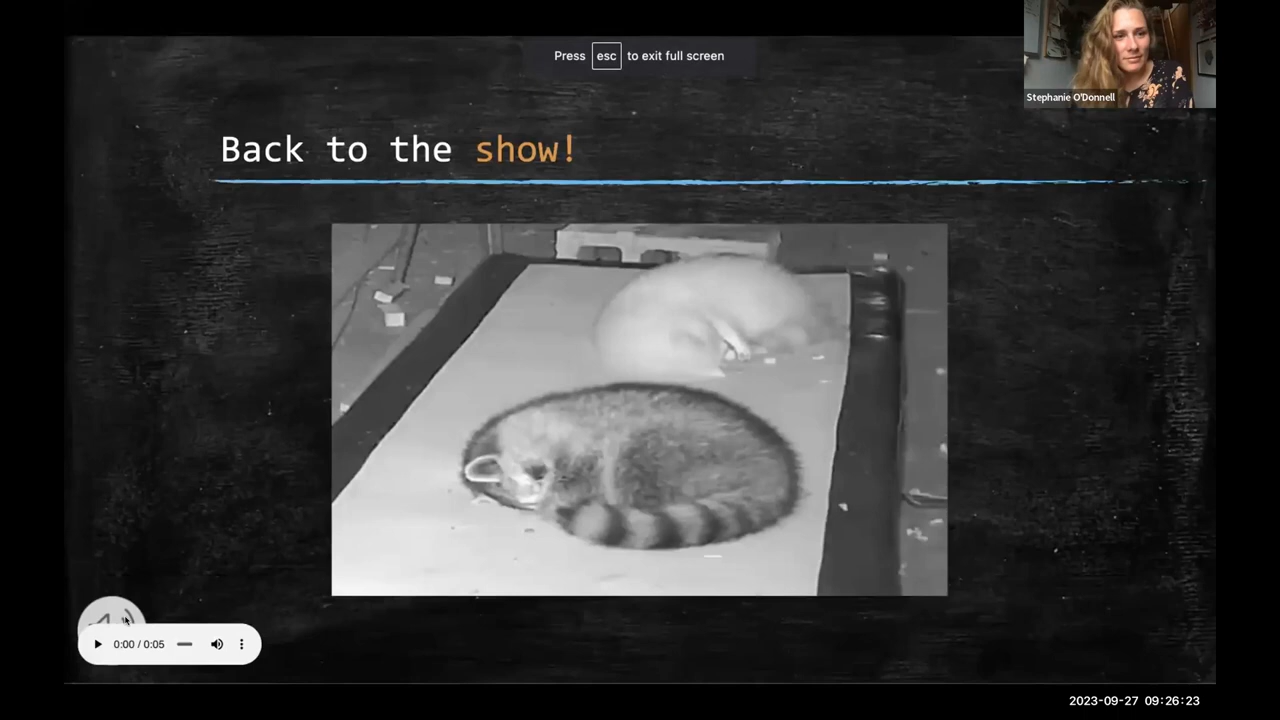 Press esc to exit full screen
Stephanie O'Donnell
Back to the show!
0:00 / 0:05
2023-09-27 09:26:23